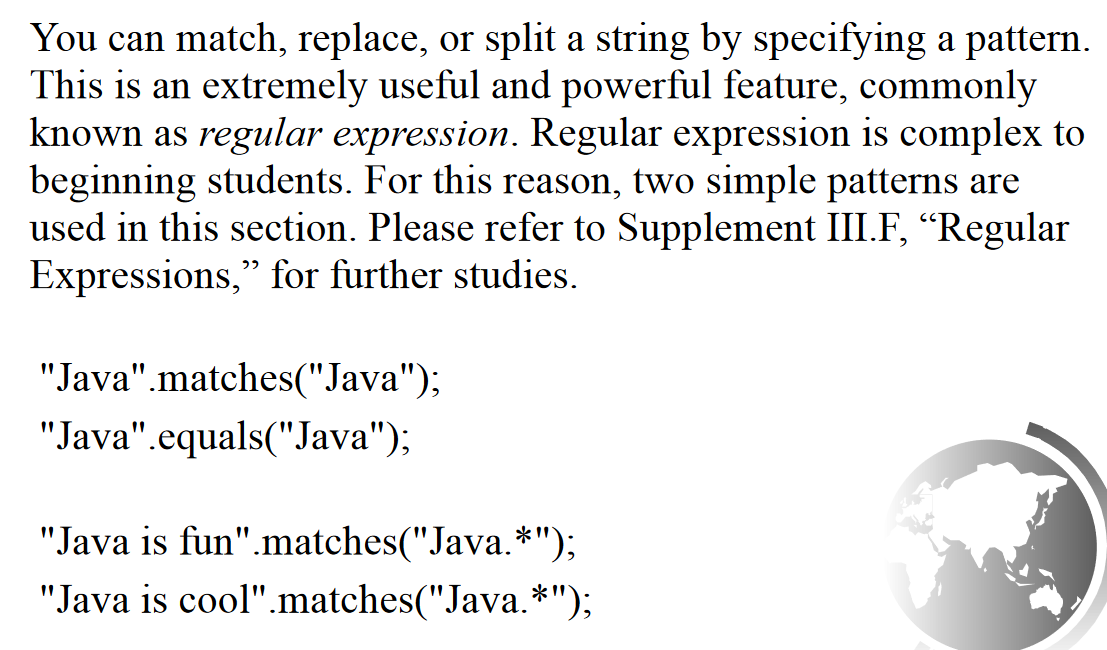 You can match, replace, or split a string by specifying a pattern.
This is an extremely useful and powerful feature, commonly
known as regular expression. Regular expression is complex to
beginning students. For this reason, two simple patterns are
used in this section. Please refer to Supplement III.F, “Regular
Expressions,” for further studies.
"Java".matches("Java");
"Java".equals("Java");
"Java is fun".matches("Java.*");
"Java is cool".matches("Java.*");